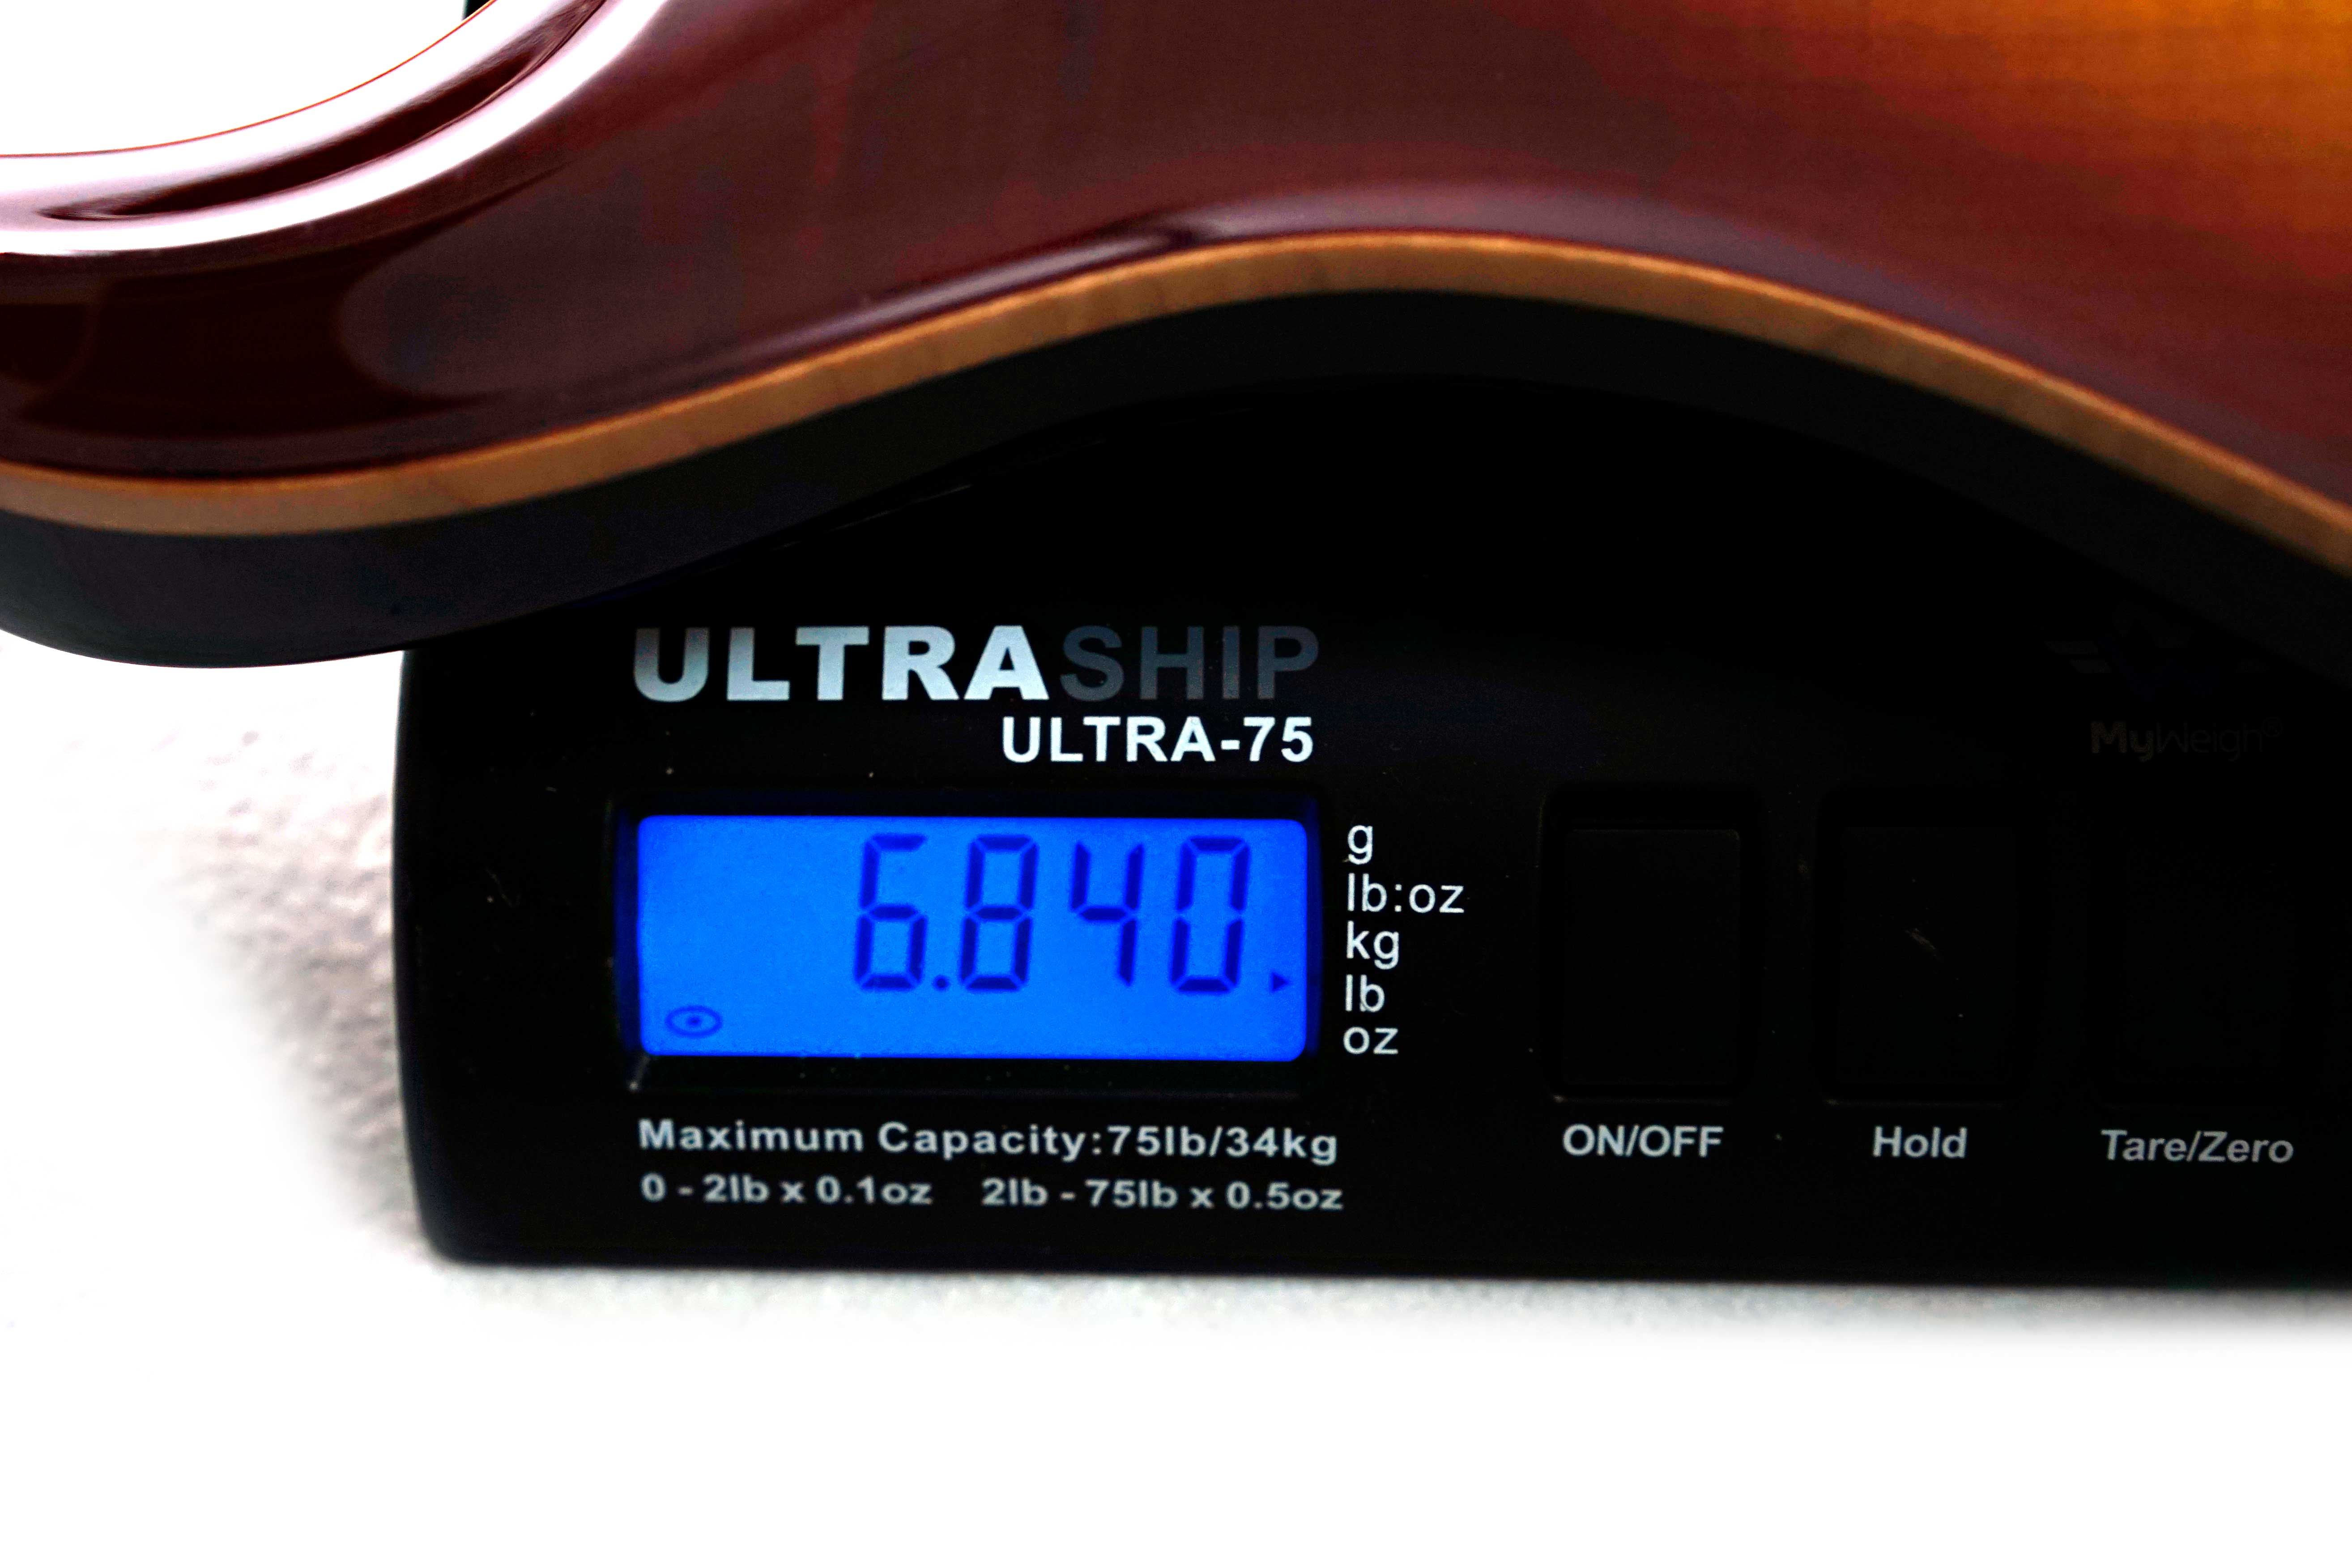 ULTRASHIP
ULTRA-75
MyWeigh®
6.840
g
lb:oz
kg
lb
oz
Maximum Capacity:75lb/34kg
0 - 2lb x 0.1oz 2lb - 75lb x 0.5oz
ON/OFF
Hold
Tare/Zero